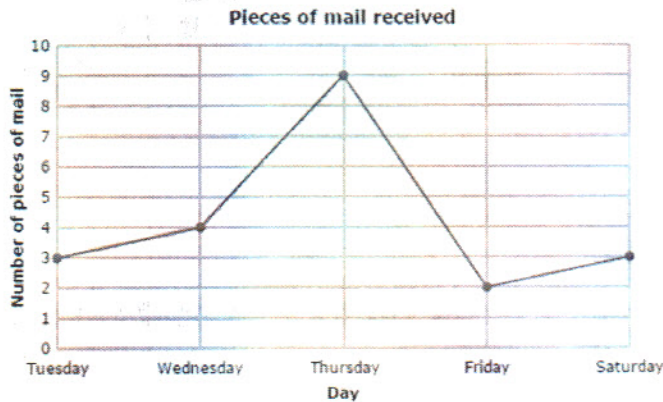 Pieces of mail received
Number of pieces of mail
10
9
8
7
6
5
4
3
2
1
0
Tuesday Wednesday Thursday Friday Saturday
Day